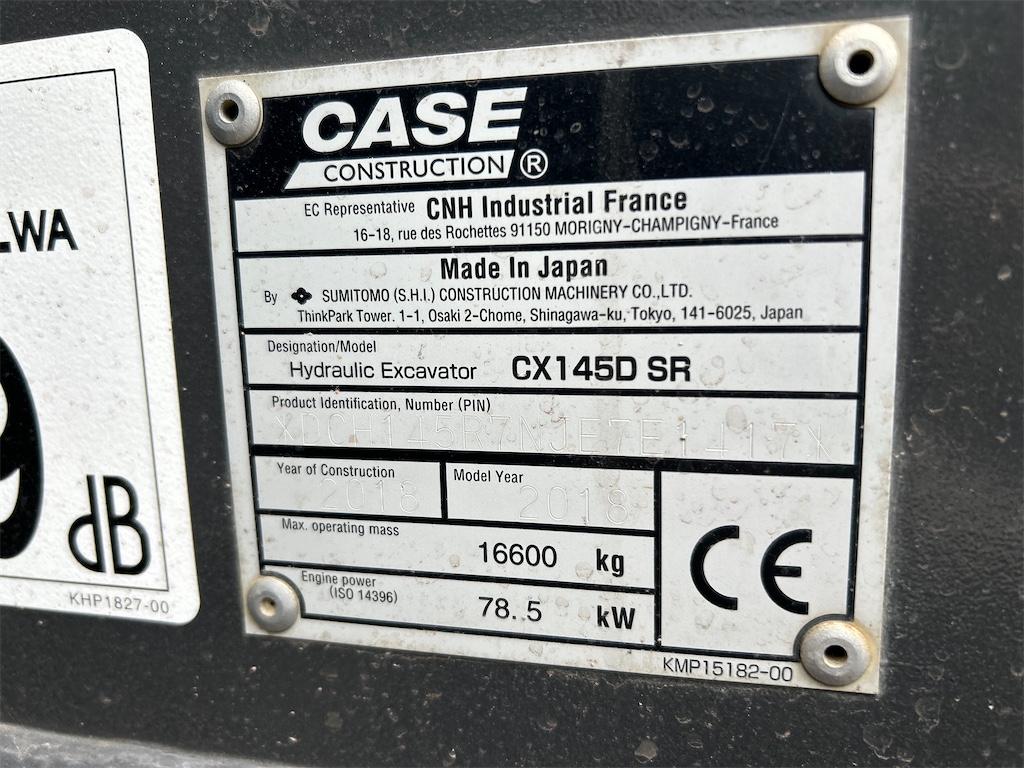 LWA
dB
KHP1827-00
CASE
CONSTRUCTION ®
EC Representative CNH Industrial France
16-18, rue des Rochettes 91150 MORIGNY-CHAMPIGNY-France
Made In Japan
By SUMITOMO (S.H.I.) CONSTRUCTION MACHINERY CO.,LTD.
ThinkPark Tower. 1-1, Osaki 2-Chome, Shinagawa-ku, Tokyo, 141-6025, Japan
Designation/Model
Hydraulic Excavator CX145D SR
Product Identification, Number (PIN)
XDCH145R7NJE7E1417X
Year of Construction Model Year
2018 2018
Max. operating mass
16600 kg
Engine power
(ISO 14396)
78..5 kW
CE
KMP15182-00